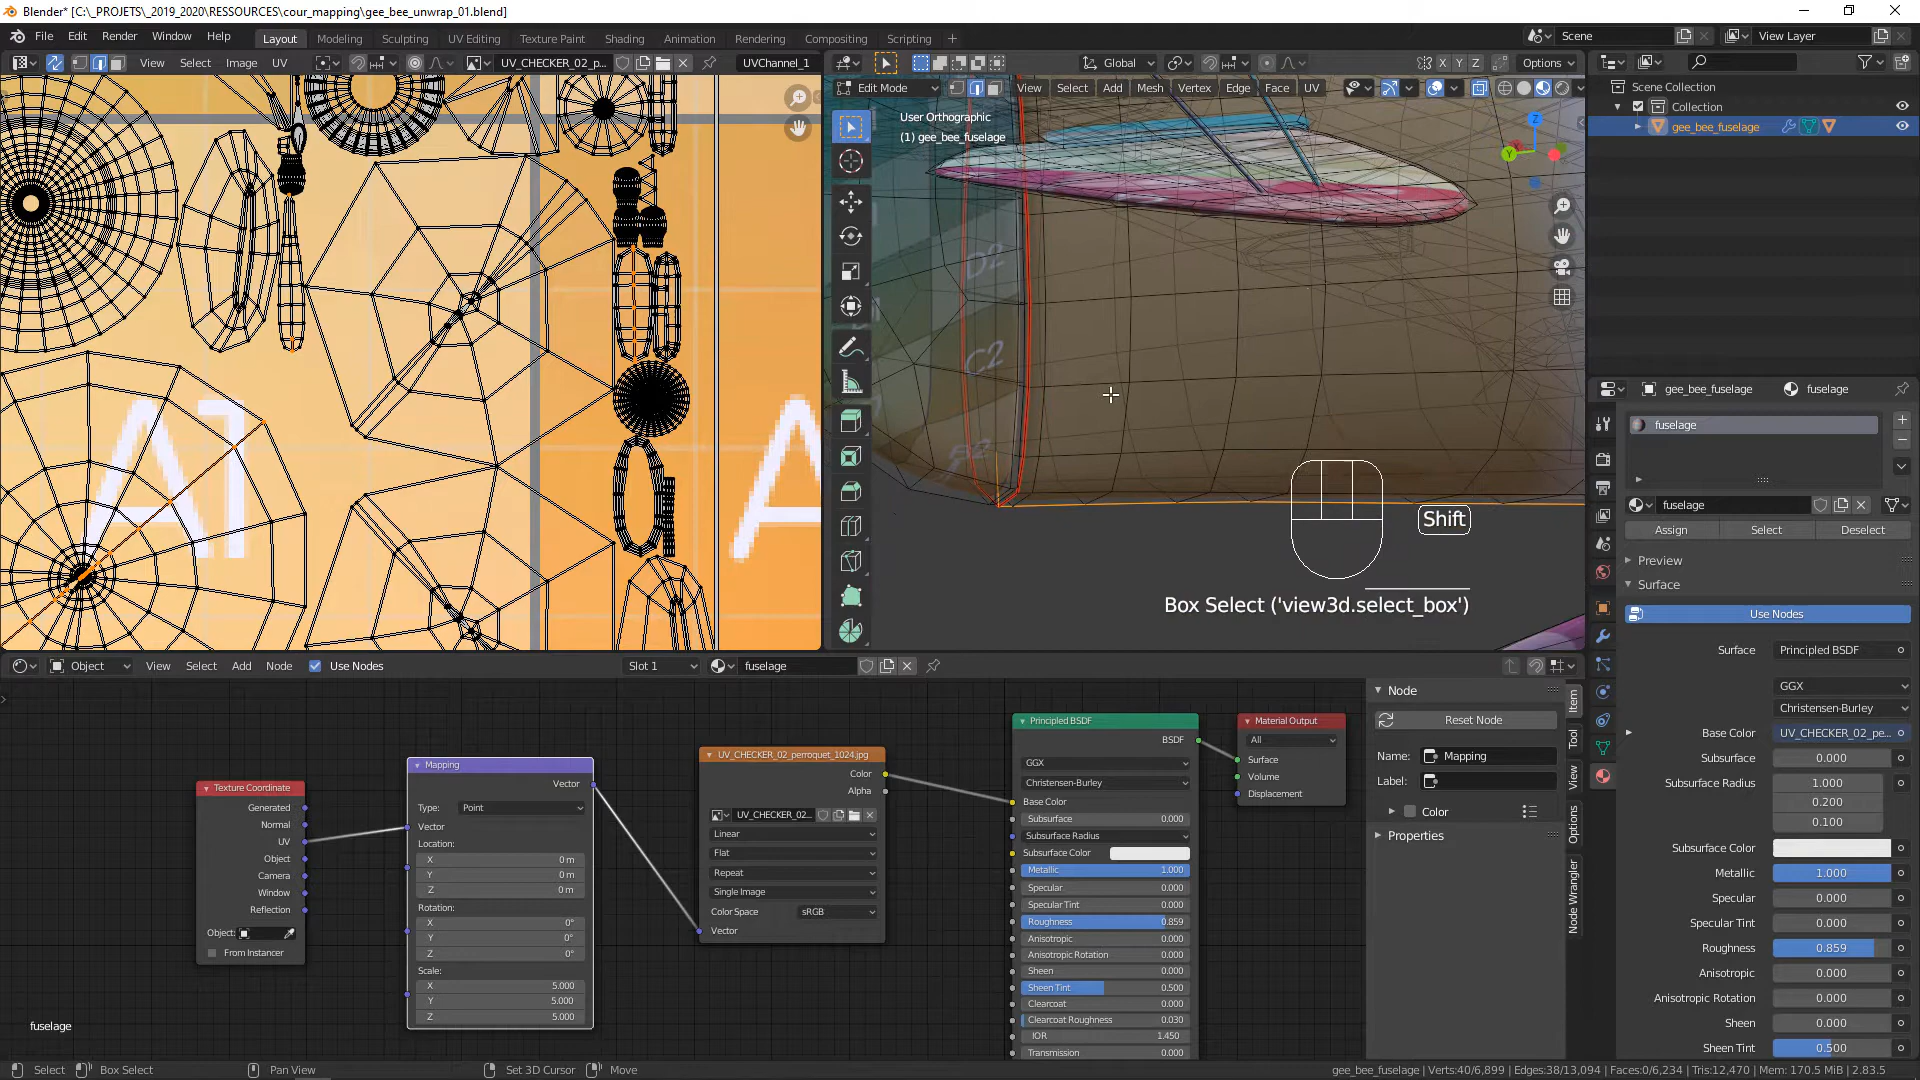 Blender* [C:\_PROJETS\_2019_2020\RESSOURCES\cour_mapping\gee_bee_unwrap_01.blend]
File Edit Render Window Help
Layout Modeling Sculpting UV Editing Texture Paint Shading Animation Rendering Compositing Scripting
Scene
View Layer
View Select Image UV
UV_CHECKER_02_p...
UVChannel_1
Global
X Y Z
Options
Edit Mode
View Select Add Mesh Vertex Edge Face UV
User Orthographic
(1) gee_bee_fuselage
Z
Y
D2
C2
B2
A1
Shift
Box Select ('view3d.select_box')
Scene Collection
Collection
gee_bee_fuselage
gee_bee_fuselage
fuselage
fuselage
fuselage
Assign
Select
Deselect
Preview
Surface
Use Nodes
Surface
Principled BSDF
GGX
Christensen-Burley
Base Color
UV_CHECKER_02_pe...
Subsurface
0.000
Subsurface Radius
1.000
0.200
0.100
Subsurface Color
Metallic
1.000
Specular
0.000
Specular Tint
0.000
Roughness
0.859
Anisotropic
0.000
Anisotropic Rotation
0.000
Sheen
0.000
Sheen Tint
0.500
Object
View Select Add Node
Use Nodes
Slot 1
fuselage
Texture Coordinate
Generated
Normal
UV
Object
Camera
Window
Reflection
Object:
From Instancer
Mapping
Vector
Type:
Point
Vector
Location:
X 0 m
Y 0 m
Z 0 m
Rotation:
X 0°
Y 0°
Z 0°
Scale:
X 5.000
Y 5.000
Z 5.000
UV_CHECKER_02_perroquet_1024.jpg
Color
Alpha
UV_CHECKER_02...
Linear
Flat
Repeat
Single Image
Color Space
sRGB
Vector
Principled BSDF
BSDF
GGX
Christensen-Burley
Base Color
Subsurface 0.000
Subsurface Radius
Subsurface Color
Metallic 1.000
Specular 0.000
Specular Tint 0.000
Roughness 0.859
Anisotropic 0.000
Anisotropic Rotation 0.000
Sheen 0.000
Sheen Tint 0.500
Clearcoat 0.000
Clearcoat Roughness 0.030
IOR 1.450
Transmission 0.000
Material Output
All
Surface
Volume
Displacement
Node
Reset Node
Name:
Mapping
Label:
Color
Properties
Item
Tool
View
Options
Node Wrangler
fuselage
Select
Box Select
Pan View
Set 3D Cursor
Move
gee_bee_fuselage | Verts:40/6,899 | Edges:38/13,094 | Faces:0/6,234 | Tris:12,470 | Mem: 170.5 MiB | 2.83.5